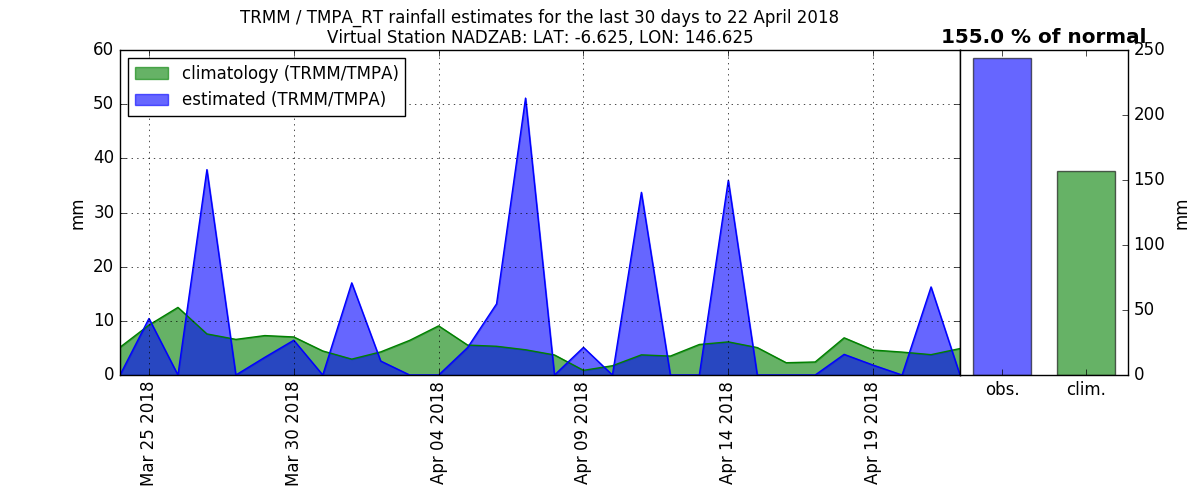 TRMM / TMPA_RT rainfall estimates for the last 30 days to 22 April 2018
Virtual Station NADZAB: LAT: -6.625, LON: 146.625
155.0 % of normal
climatology (TRMM/TMPA)
estimated (TRMM/TMPA)
60
50
40
30
20
10
0
mm
Mar 25 2018
Mar 30 2018
Apr 04 2018
Apr 09 2018
Apr 14 2018
Apr 19 2018
250
200
150
100
50
0
mm
obs.
clim.